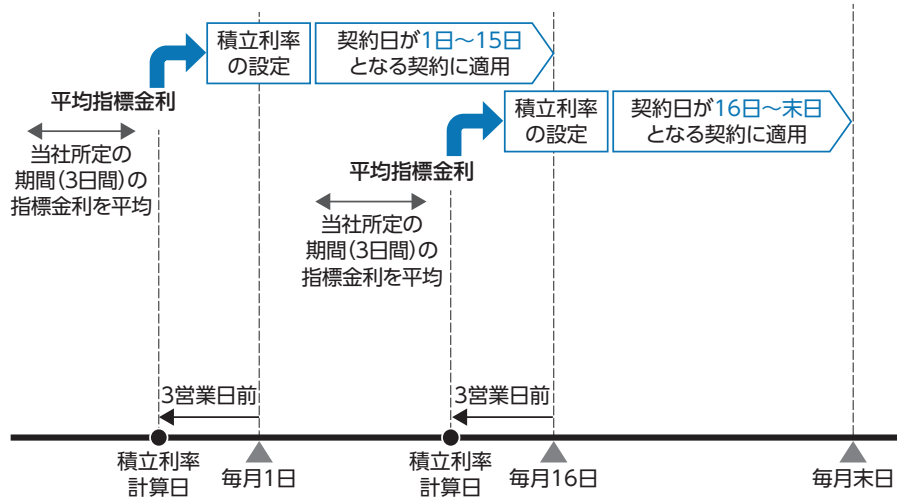 積立利率
の設定
契約日が1日〜15日
となる契約に適用
平均指標金利
当社所定の
期間(3日間)の
指標金利を平均
積立利率
の設定
契約日が16日〜末日
となる契約に適用
平均指標金利
当社所定の
期間(3日間)の
指標金利を平均
3営業日前
3営業日前
積立利率
計算日
毎月1日
積立利率
計算日
毎月16日
毎月末日